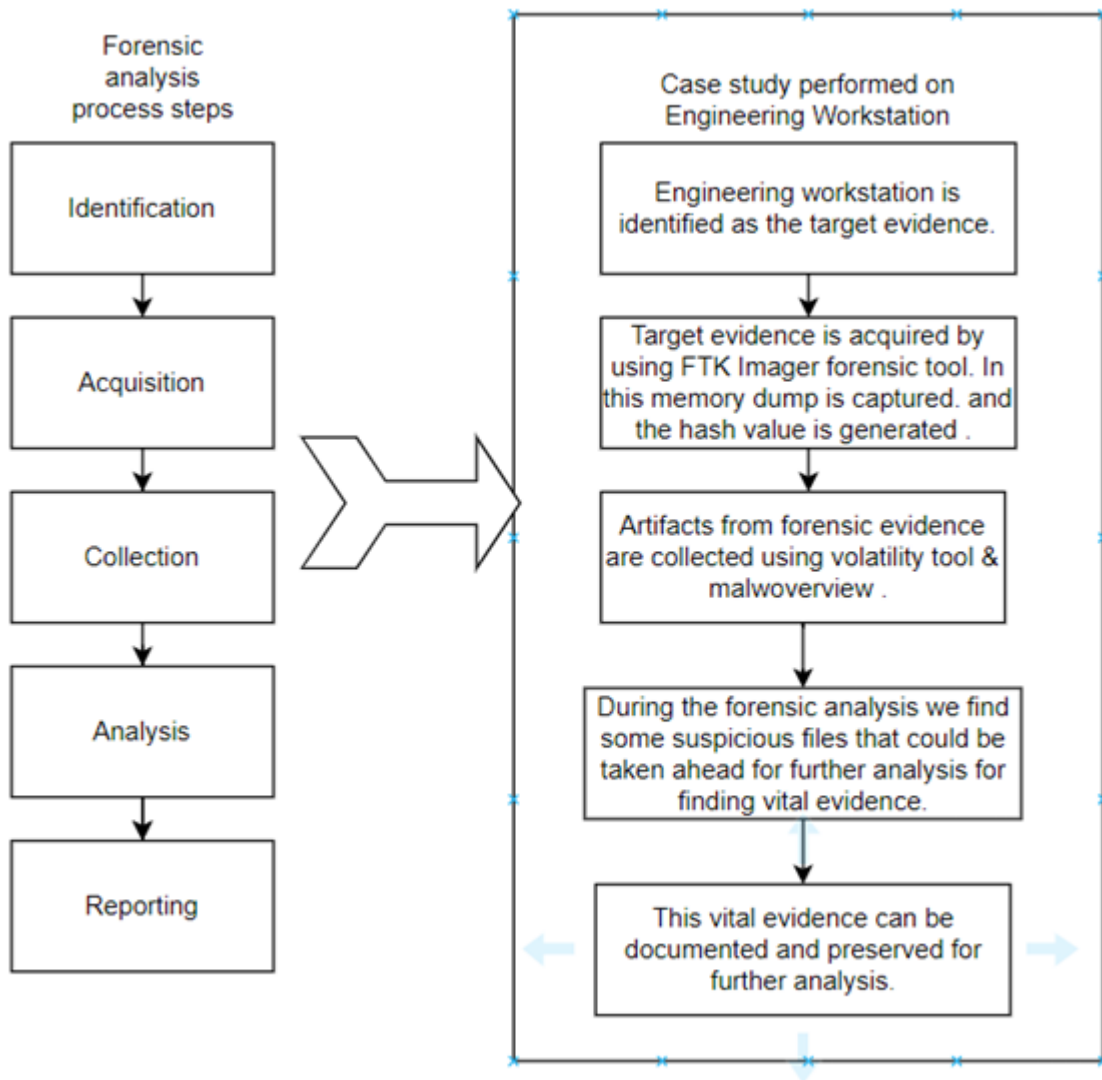 Forensic
analysis
process steps
Identification
Acquisition
Collection
Analysis
Reporting
Case study performed on
Engineering Workstation
Engineering workstation is
identified as the target evidence.
Target evidence is acquired by
using FTK Imager forensic tool. In
this memory dump is captured. and
the hash value is generated .
Artifacts from forensic evidence
are collected using volatility tool &
malwoverview .
During the forensic analysis we find
some suspicious files that could be
taken ahead for further analysis for
finding vital evidence.
This vital evidence can be
documented and preserved for
further analysis.